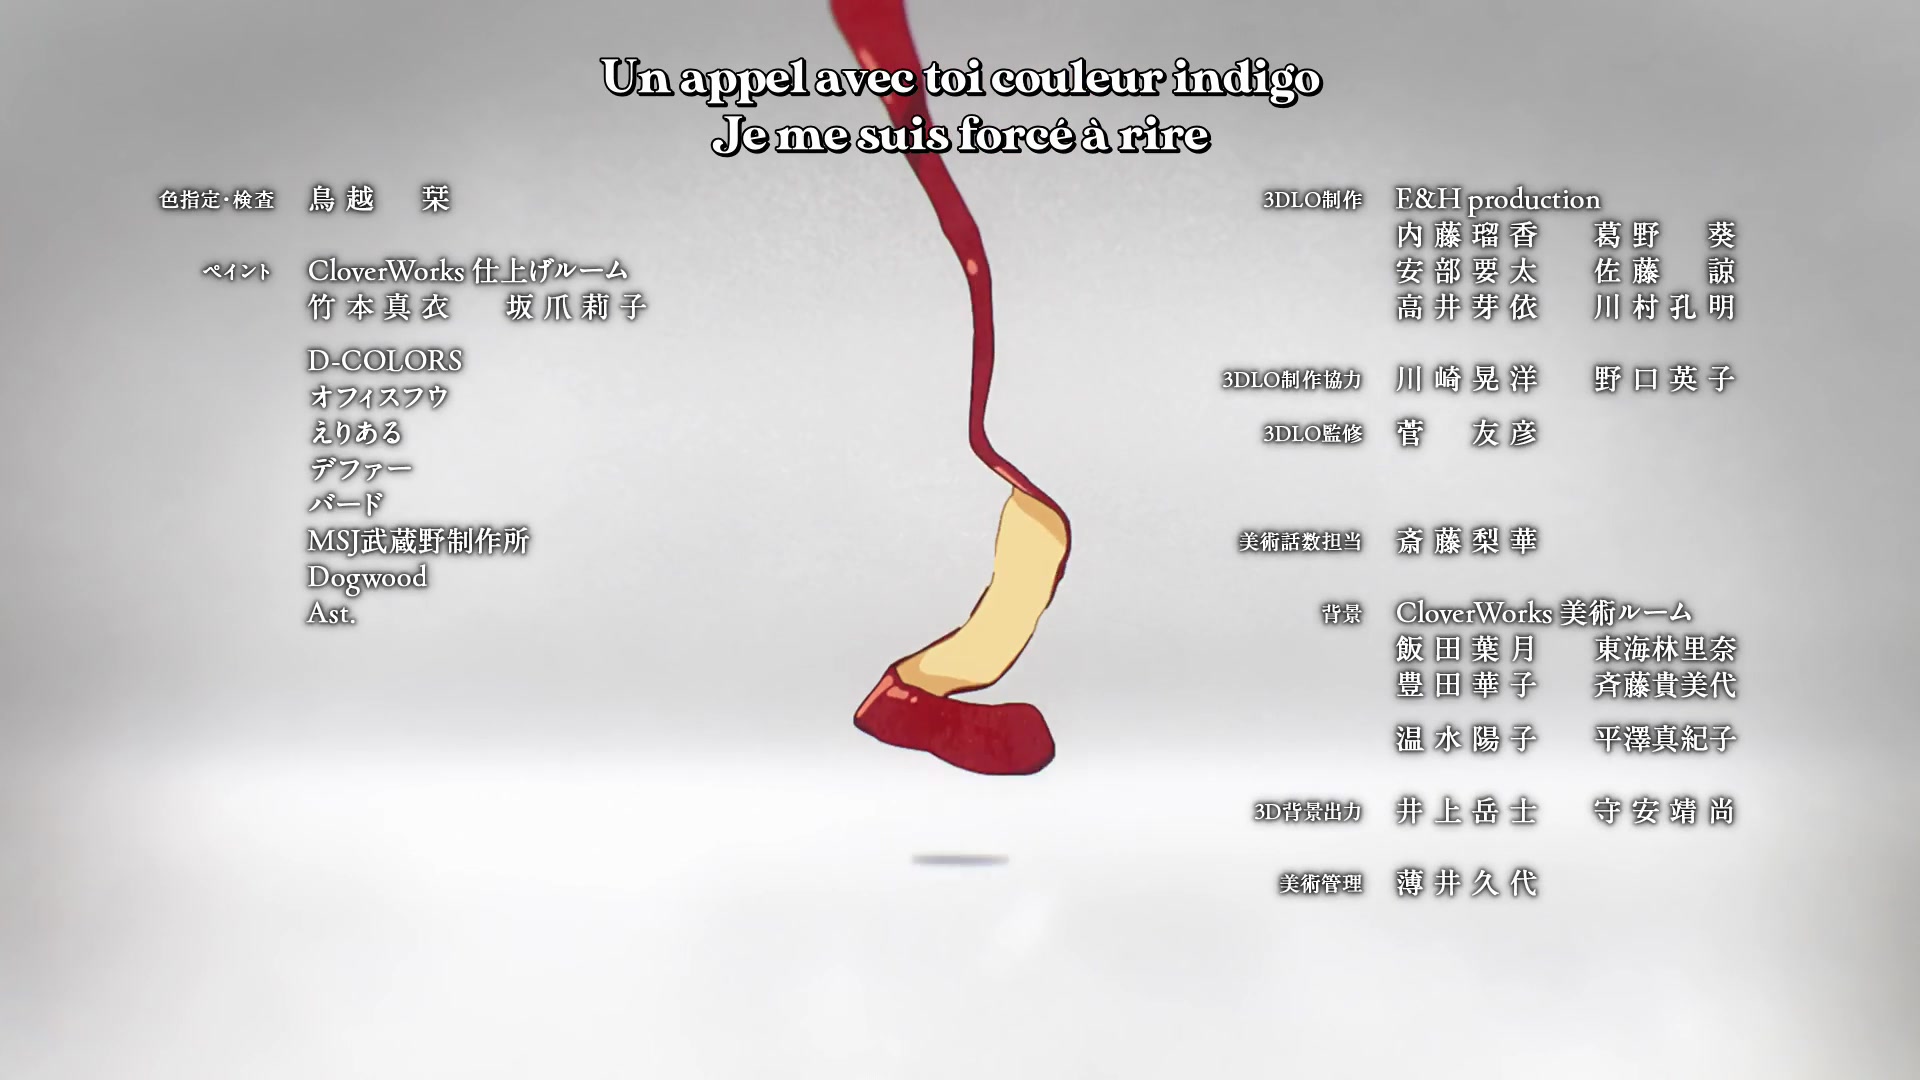 Un appel avec toi couleur indigo
Je me suis forcé à rire
色指定・検査 鳥越 栞
ペイント CloverWorks 仕上げルーム
竹本真衣 坂爪莉子
D-COLORS
オフィスフウ
えりある
デファー
バード
MSJ武蔵野制作所
Dogwood
Ast.
3DLO制作 E&H production
内藤瑠香 葛野 葵
安部要太 佐藤 諒
高井芽依 川村孔明
3DLO制作協力 川崎晃洋 野口英子
3DLO監修 菅 友彦
美術話数担当 斎藤梨華
背景 CloverWorks 美術ルーム
飯田葉月 東海林里奈
豊田華子 斉藤貴美代
温水陽子 平澤真紀子
3D背景出力 井上岳士 守安靖尚
美術管理 薄井久代